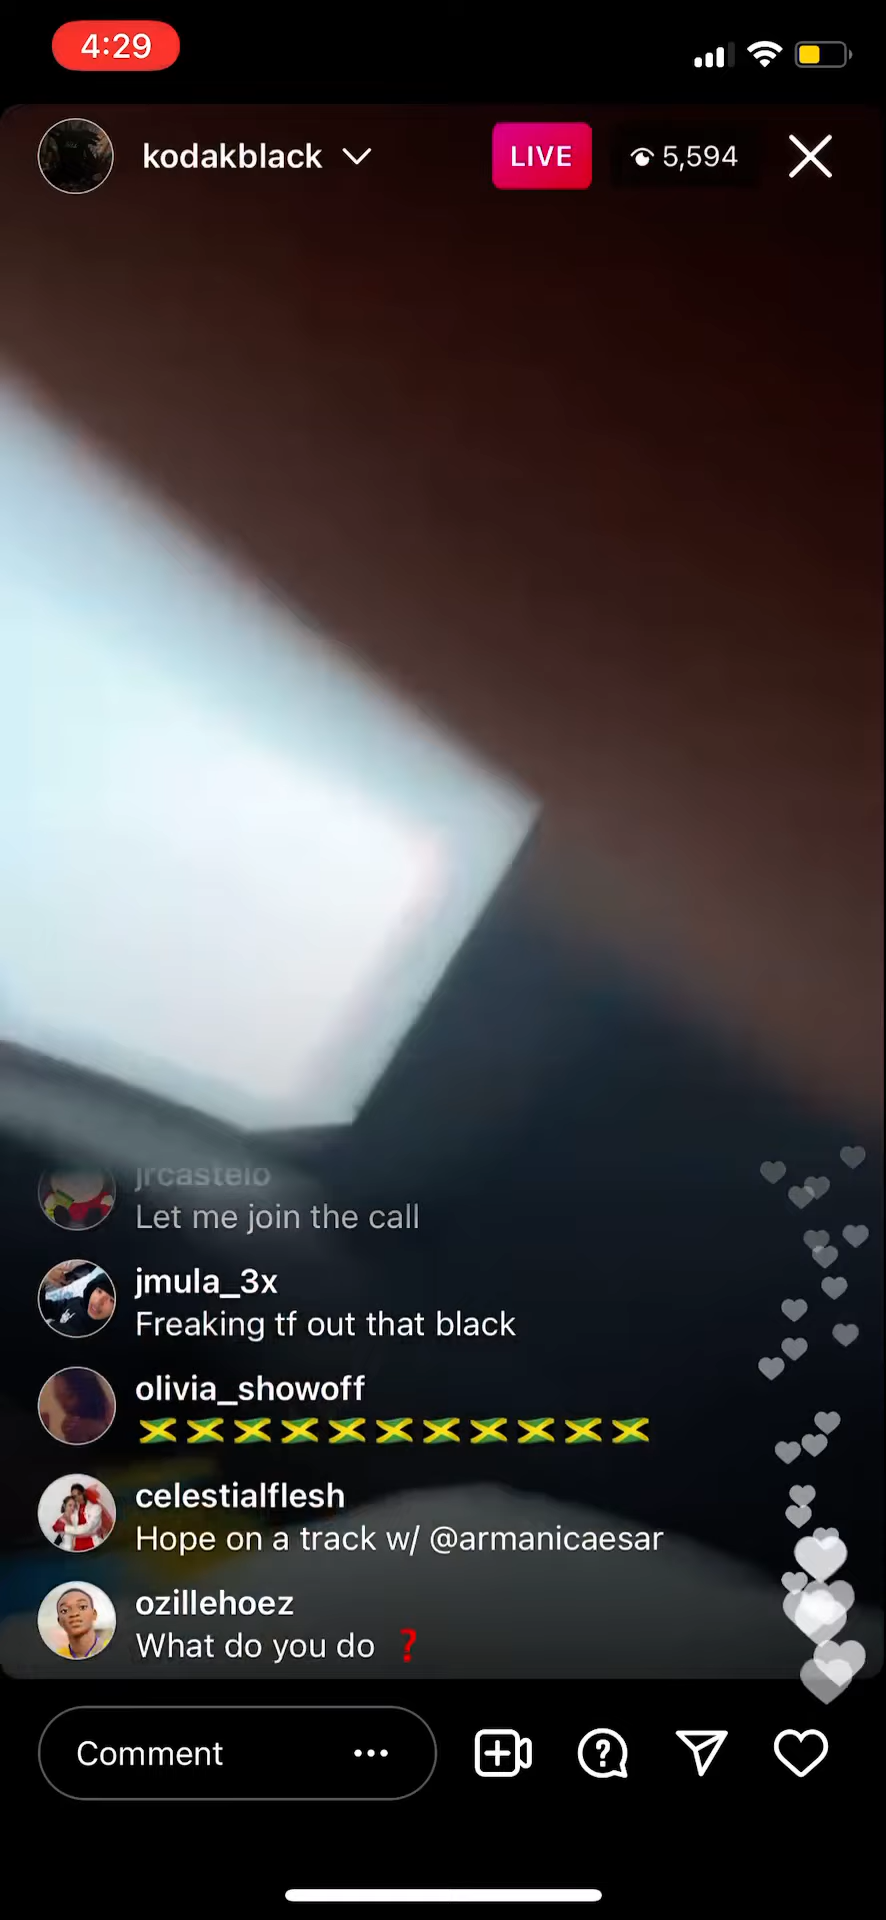 4:29
kodakblack
LIVE
5,594
jrcastelo
Let me join the call
jmula_3x
Freaking tf out that black
olivia_showoff
🇯🇲🇯🇲🇯🇲🇯🇲🇯🇲🇯🇲🇯🇲🇯🇲🇯🇲🇯🇲🇯🇲
celestialflesh
Hope on a track w/ @armanicaesar
ozillehoez
What do you do ❓
Comment